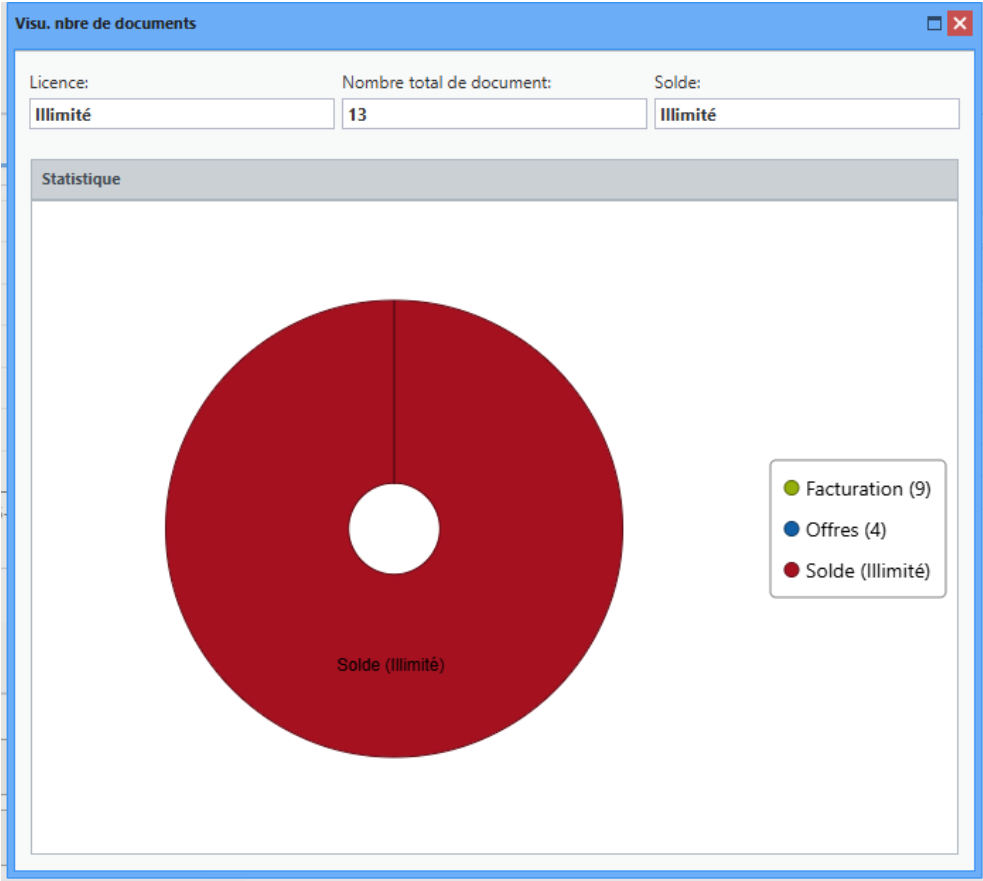 Visu. nbre de documents
Licence: Nombre total de document: Solde:
Illimité 13 Illimité
Statistique
Facturation (9)
Offres (4)
Solde (Illimité)
Solde (Illimité)